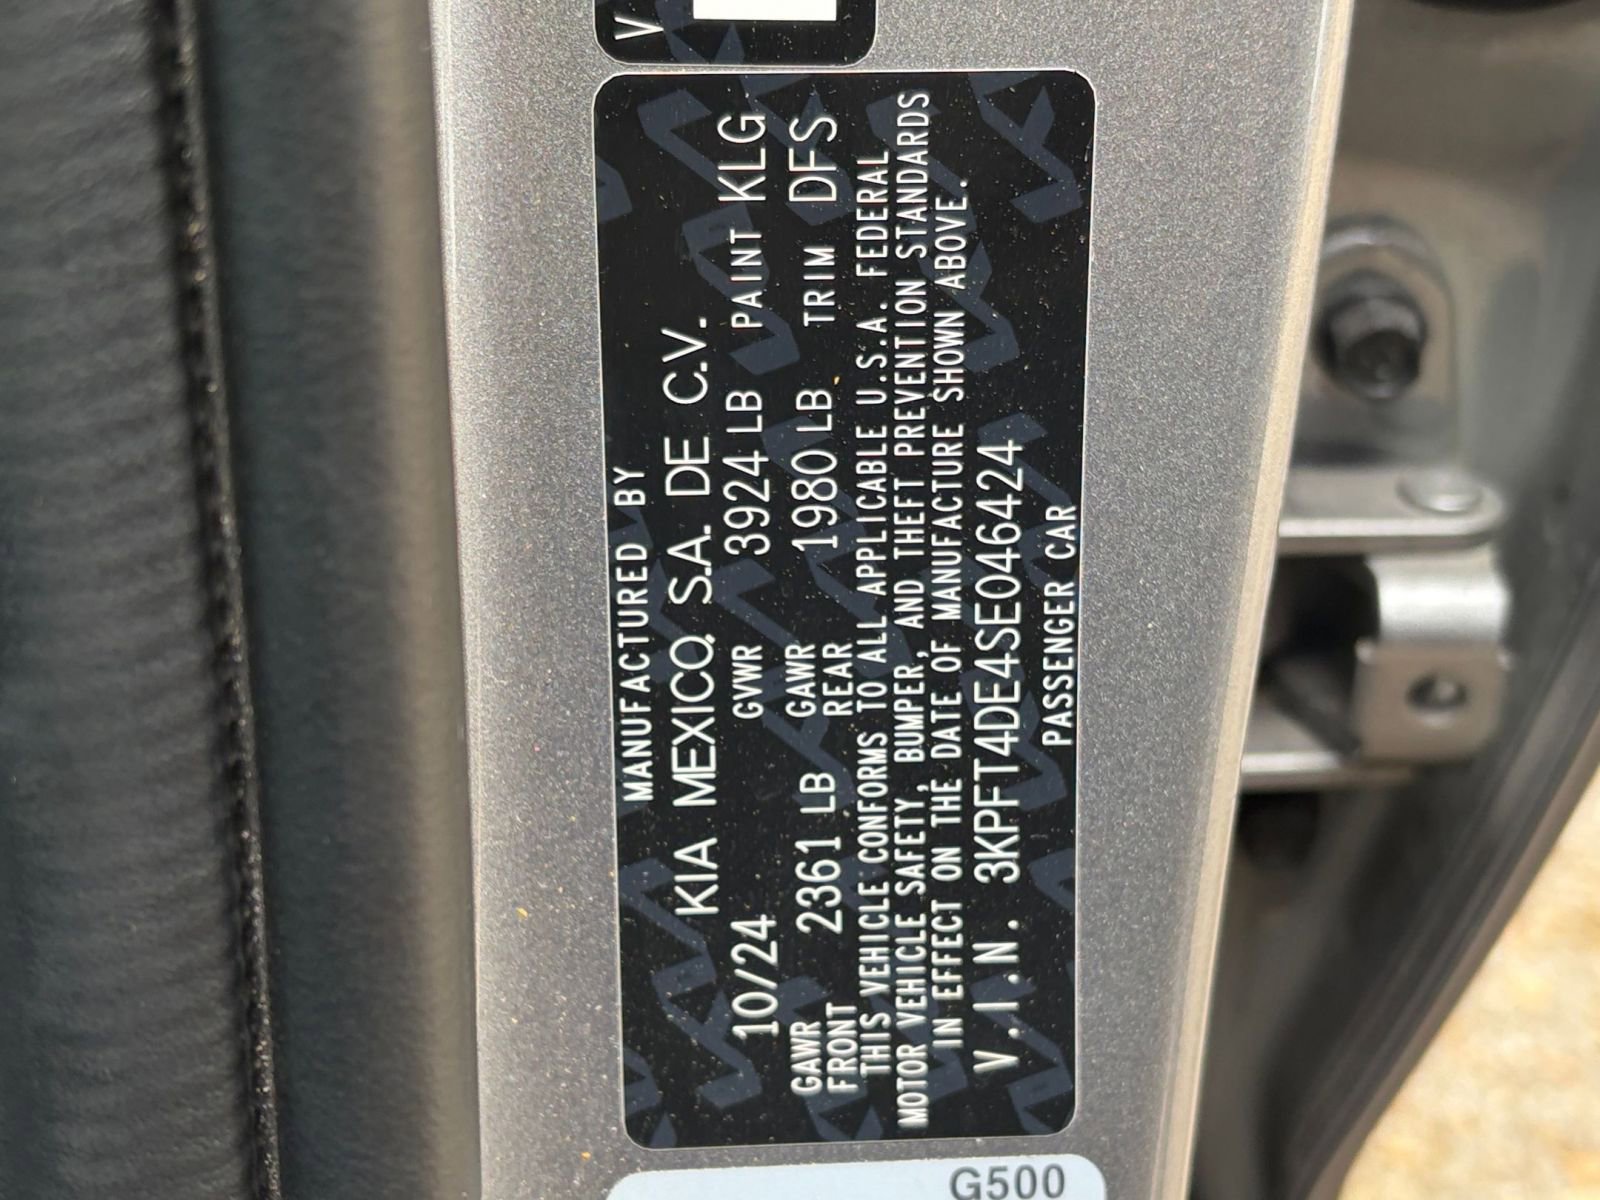 V
MANUFACTURED BY
KIA MEXICO, S.A. DE C.V.
10/24 GVWR 3924 LB PAINT KLG
GAWR FRONT 2361 LB GAWR REAR 1980 LB TRIM DFS
THIS VEHICLE CONFORMS TO ALL APPLICABLE U.S.A. FEDERAL
MOTOR VEHICLE SAFETY, BUMPER, AND THEFT PREVENTION STANDARDS
IN EFFECT ON THE DATE OF MANUFACTURE SHOWN ABOVE.
V.I.N. 3KPFT4DE4SE046424
PASSENGER CAR
G500